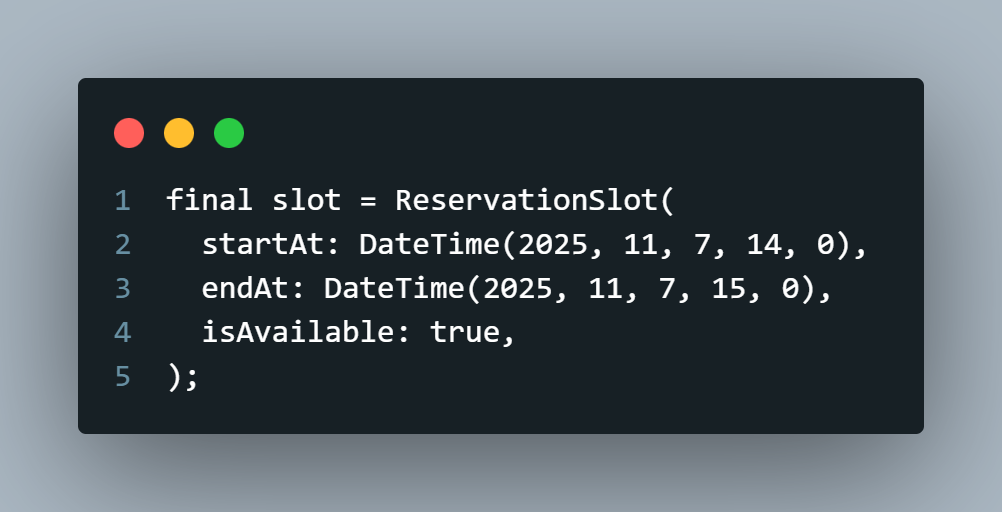 1 final slot = ReservationSlot(
2   startAt: DateTime(2025, 11, 7, 14, 0),
3   endAt: DateTime(2025, 11, 7, 15, 0),
4   isAvailable: true,
5 );